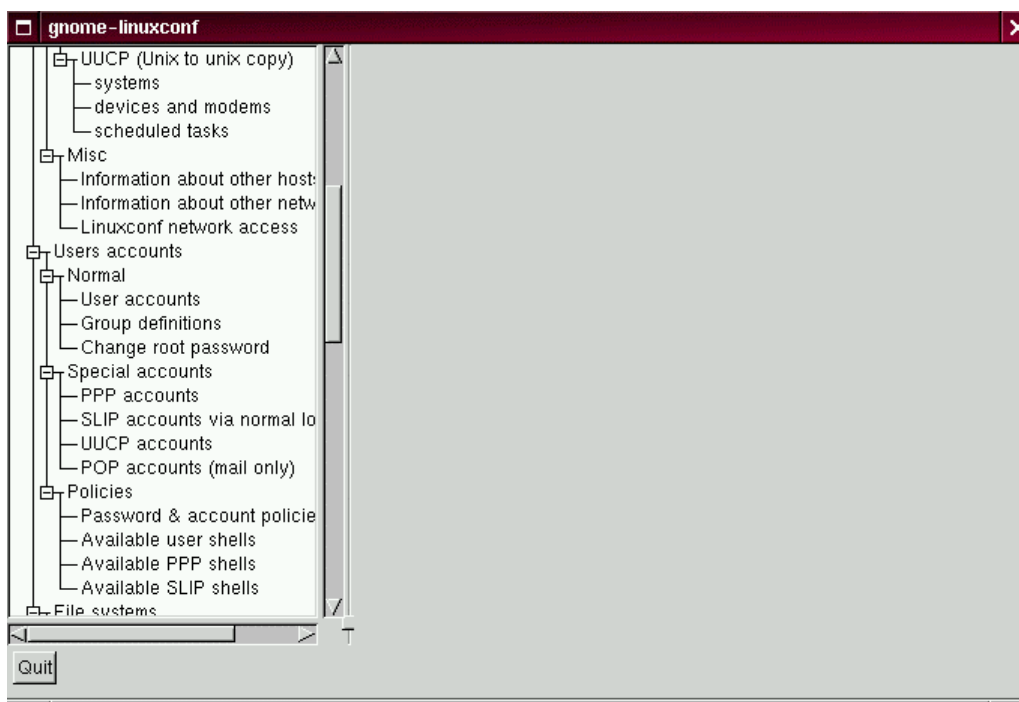 gnome-linuxconf
UUCP (Unix to unix copy)
systems
devices and modems
scheduled tasks
Misc
Information about other hosts
Information about other netw
Linuxconf network access
Users accounts
Normal
User accounts
Group definitions
Change root password
Special accounts
PPP accounts
SLIP accounts via normal lo
UUCP accounts
POP accounts (mail only)
Policies
Password & account policie
Available user shells
Available PPP shells
Available SLIP shells
File systems
Quit